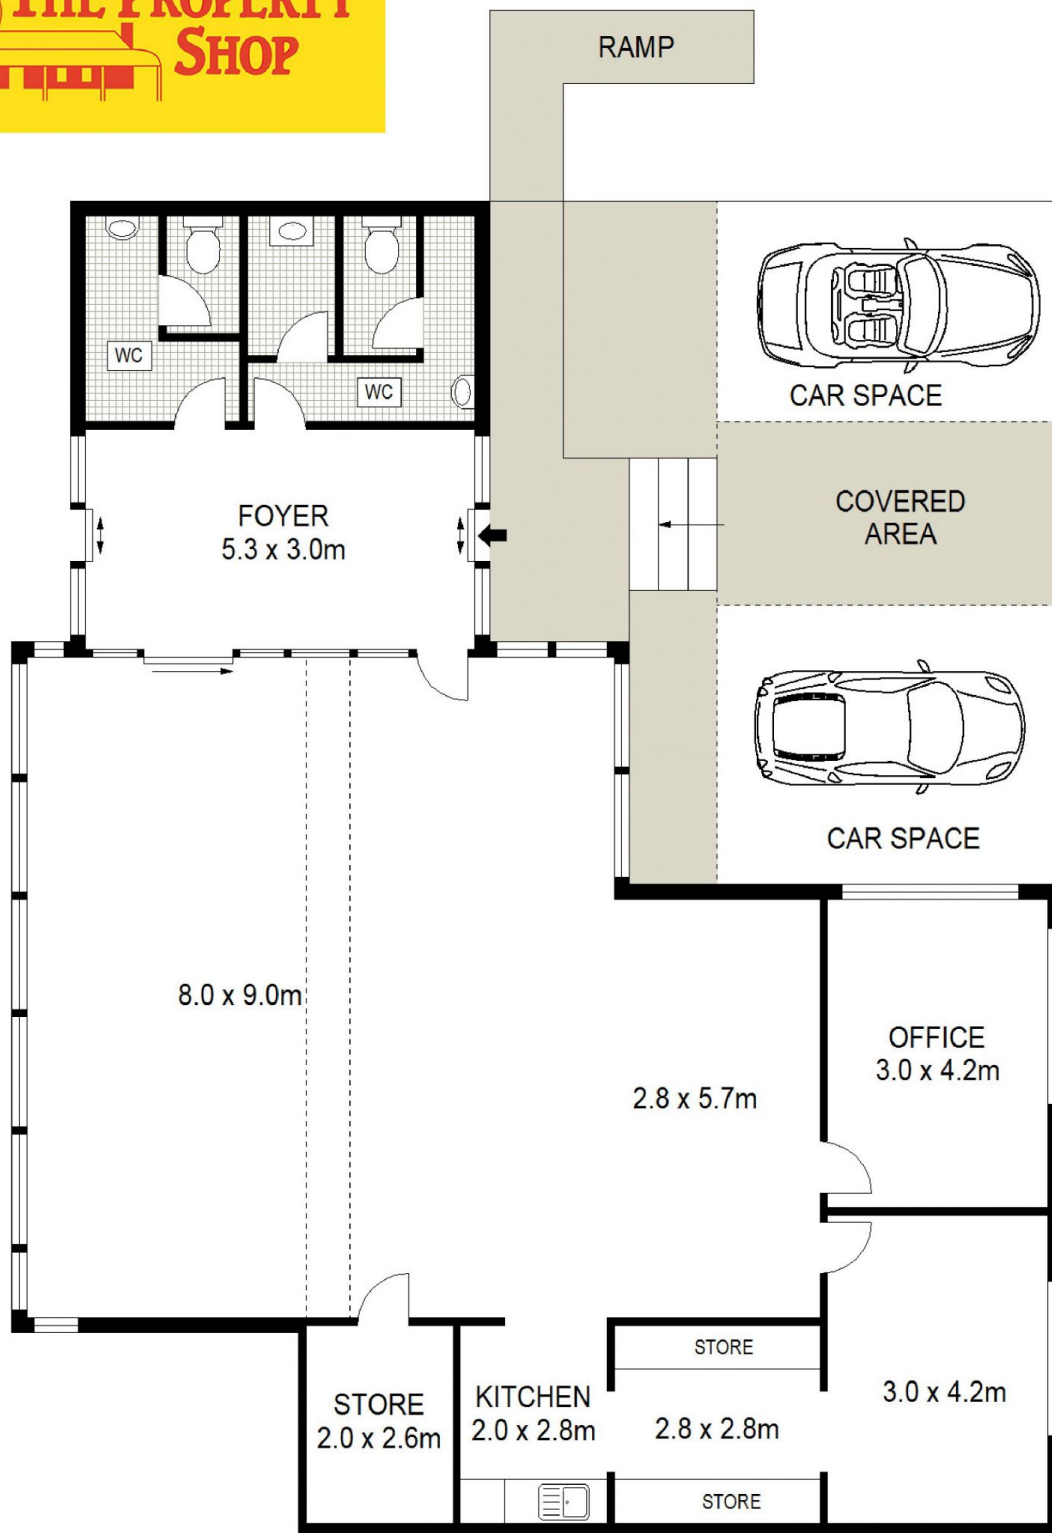 THE PROPERTY
SHOP
RAMP
WC
WC
CAR SPACE
COVERED
AREA
FOYER
5.3 x 3.0m
CAR SPACE
8.0 x 9.0m
2.8 x 5.7m
OFFICE
3.0 x 4.2m
STORE
2.0 x 2.6m
KITCHEN
2.0 x 2.8m
STORE
2.8 x 2.8m
STORE
3.0 x 4.2m